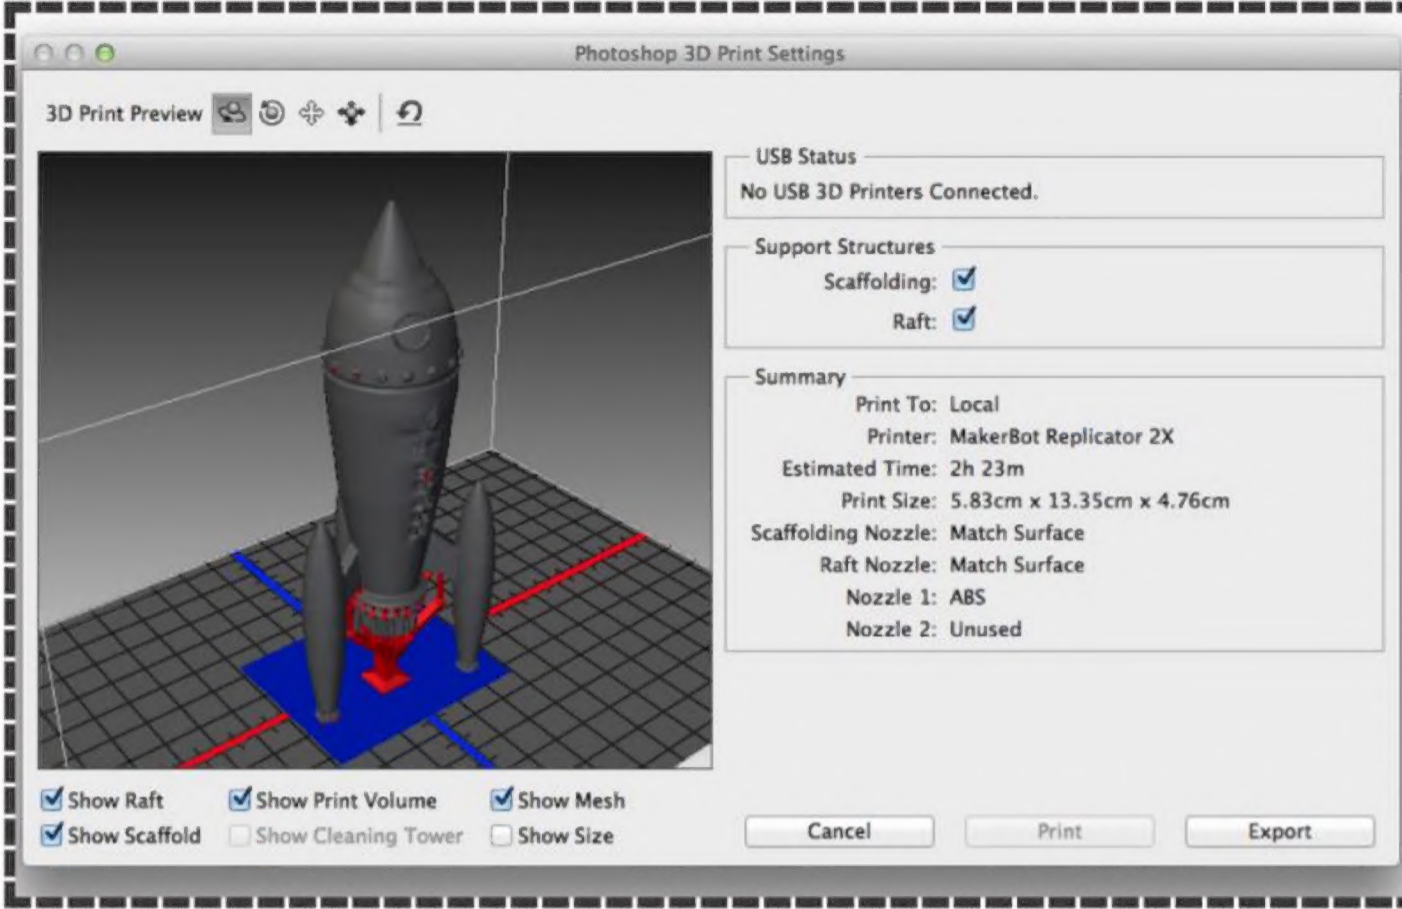 Photoshop 3D Print Settings
3D Print Preview
USB Status
No USB 3D Printers Connected.
Support Structures
Scaffolding:
Raft:
Summary
Print To: Local
Printer: MakerBot Replicator 2X
Estimated Time: 2h 23m
Print Size: 5.83cm x 13.35cm x 4.76cm
Scaffolding Nozzle: Match Surface
Raft Nozzle: Match Surface
Nozzle 1: ABS
Nozzle 2: Unused
Show Raft Show Print Volume Show Mesh
Show Scaffold Show Cleaning Tower Show Size
Cancel Print Export